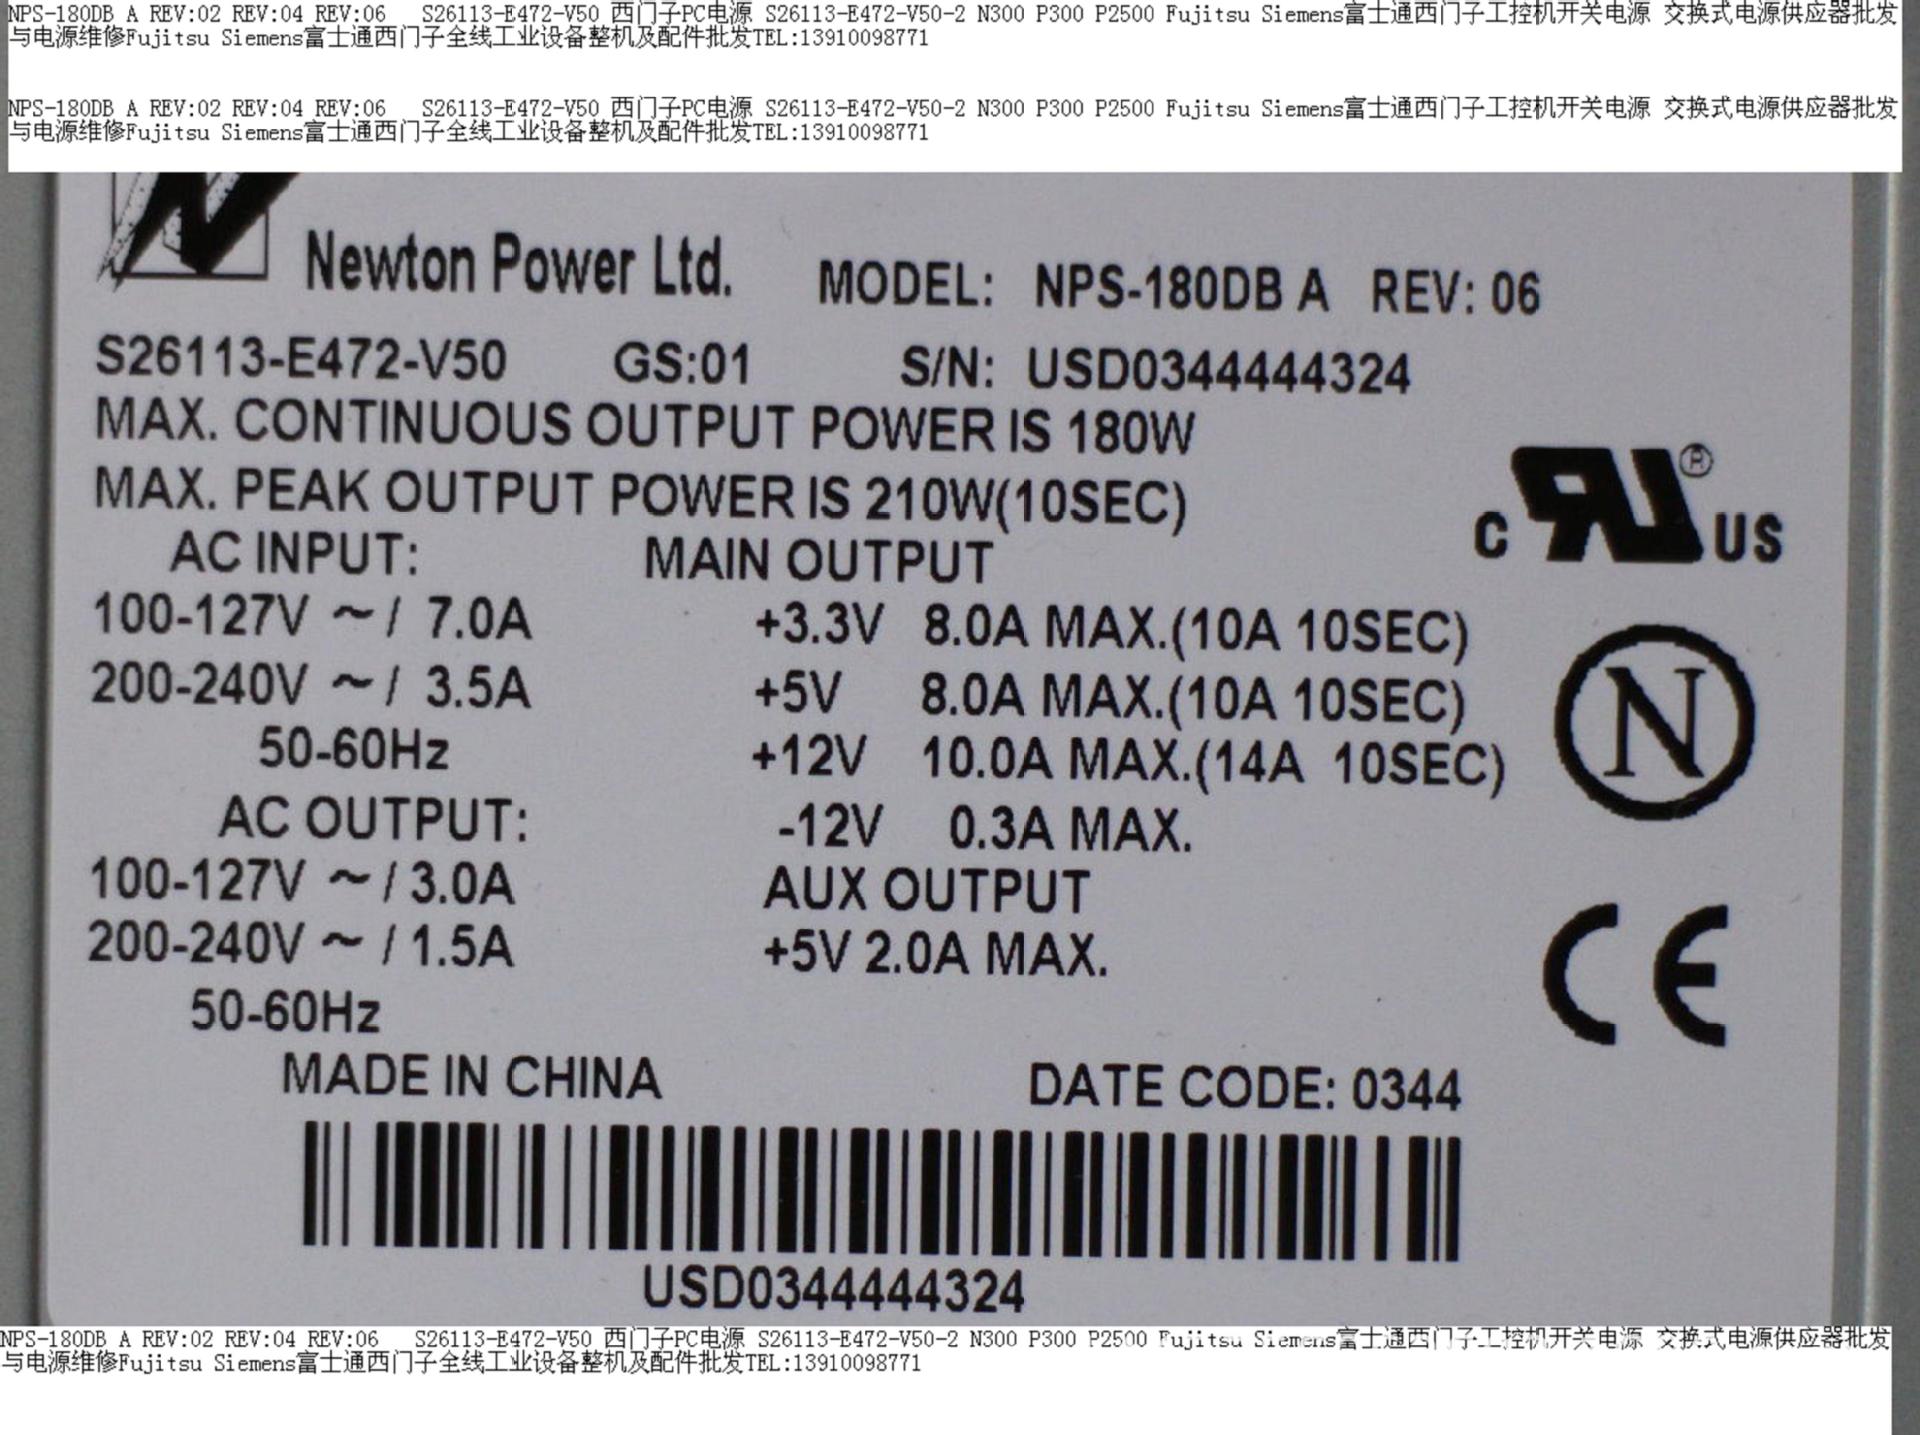 NPS-180DB A REV:02 REV:04 REV:06 S26113-E472-V50 西门子PC电源 S26113-E472-V50-2 N300 P300 P2500 Fujitsu Siemens富士通西门子工控机开关电源 交换式电源供应器批发
与电源维修Fujitsu Siemens富士通西门子全线工业设备整机及配件批发TEL:13910098771
NPS-180DB A REV:02 REV:04 REV:06 S26113-E472-V50 西门子PC电源 S26113-E472-V50-2 N300 P300 P2500 Fujitsu Siemens富士通西门子工控机开关电源 交换式电源供应器批发
与电源维修Fujitsu Siemens富士通西门子全线工业设备整机及配件批发TEL:13910098771
Newton Power Ltd. MODEL: NPS-180DB A REV: 06
S26113-E472-V50 GS:01 S/N: USD0344444324
MAX. CONTINUOUS OUTPUT POWER IS 180W
MAX. PEAK OUTPUT POWER IS 210W(10SEC)
C UR® US
AC INPUT: MAIN OUTPUT
100-127V ~/ 7.0A +3.3V 8.0A MAX.(10A 10SEC)
200-240V ~/ 3.5A +5V 8.0A MAX.(10A 10SEC)
N
50-60Hz +12V 10.0A MAX.(14A 10SEC)
AC OUTPUT: -12V 0.3A MAX.
100-127V ~/ 3.0A AUX OUTPUT
200-240V ~/ 1.5A +5V 2.0A MAX.
CE
50-60Hz
MADE IN CHINA DATE CODE: 0344
USD0344444324
NPS-180DB A REV:02 REV:04 REV:06 S26113-E472-V50 西门子PC电源 S26113-E472-V50-2 N300 P300 P2500 Fujitsu Siemens富士通西门子工控机开关电源 交换式电源供应器批发
与电源维修Fujitsu Siemens富士通西门子全线工业设备整机及配件批发TEL:13910098771